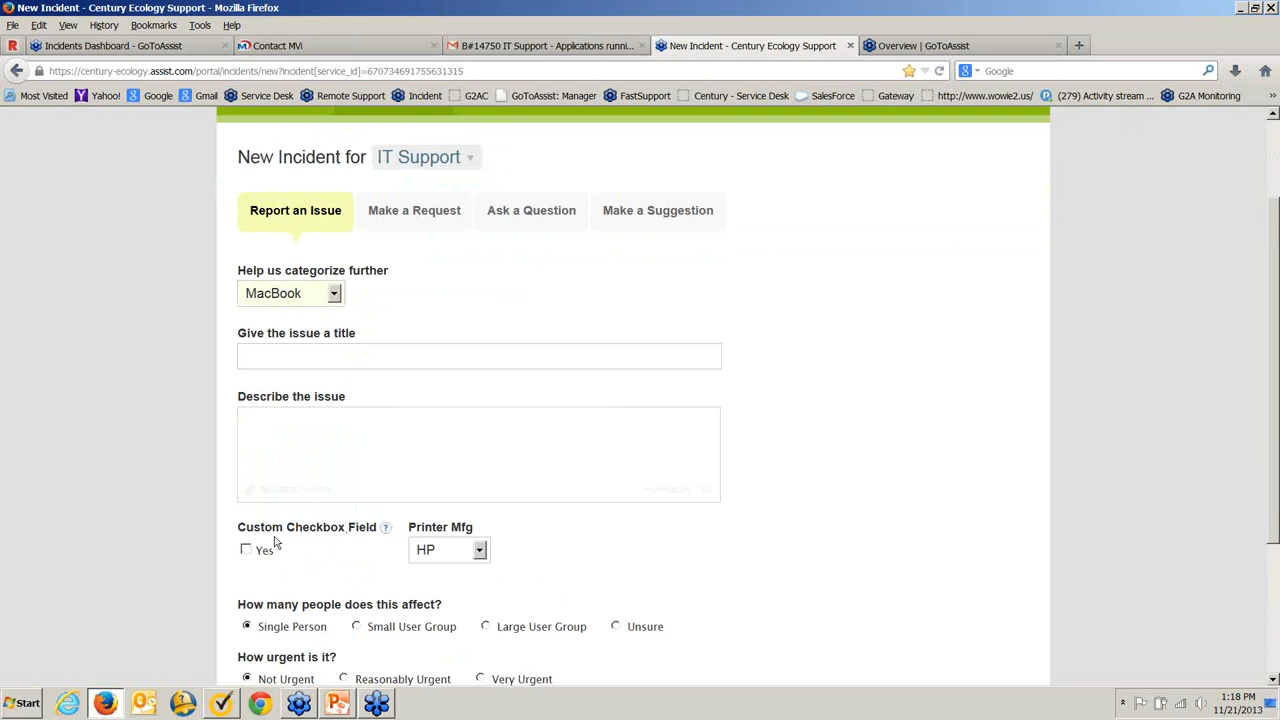 New Incident - Century Ecology Support - Mozilla Firefox
File Edit View History Bookmarks Tools Help
R Incidents Dashboard - GoToAssist × Contact MVi × B#14750 IT Support - Applcations runni... × New Incident - Century Ecology Support × Overview | GoToAssist × +
https://century-ecology.assist.com/portal/incidents/new?incident[service_id]=670734691755631315 Google
Most Visited Yahoo! Google Gmail Service Desk Remote Support Incident G2AC GoToAssist: Manager FastSupport Century - Service Desk SalesForce Gateway http://www.wowie2.us/ (279) Activity stream ... G2A Monitoring »
New Incident for IT Support
Report an Issue Make a Request Ask a Question Make a Suggestion
Help us categorize further
MacBook
Give the issue a title
Describe the issue
Add attachments Formatting Tips
Custom Checkbox Field ? Printer Mfg
Yes HP
How many people does this affect?
Single Person Small User Group Large User Group Unsure
How urgent is it?
Not Urgent Reasonably Urgent Very Urgent
Start 1:18 PM
11/21/2013